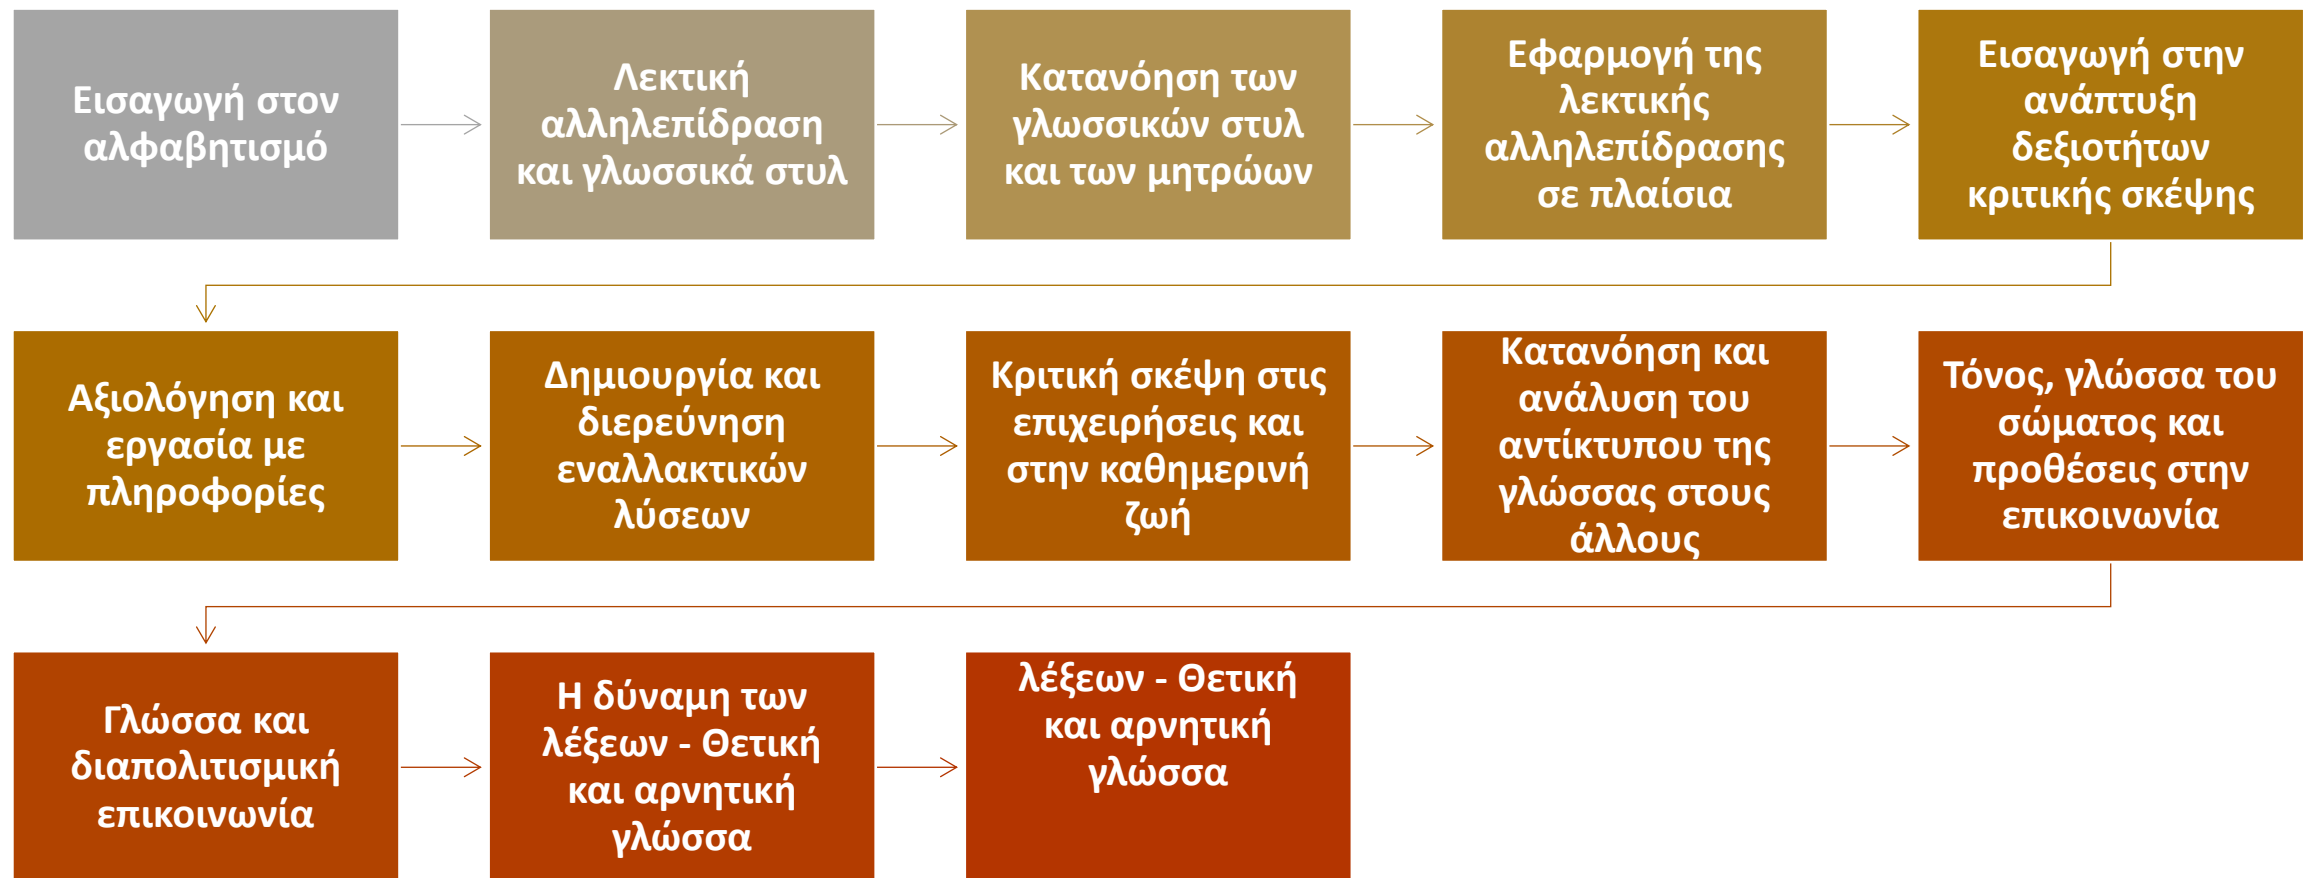 Εισαγωγή στον
αλφαβητισμό
Λεκτική
αλληλεπίδραση
και γλωσσικά στυλ
Κατανόηση των
γλωσσικών στυλ
και των μητρώων
Εφαρμογή της
λεκτικής
αλληλεπίδρασης
σε πλαίσια
Εισαγωγή στην
ανάπτυξη
δεξιοτήτων
κριτικής σκέψης
Αξιολόγηση και
εργασία με
πληροφορίες
Δημιουργία και
διερεύνηση
εναλλακτικών
λύσεων
Κριτική σκέψη στις
επιχειρήσεις και
στην καθημερινή
ζωή
Κατανόηση και
ανάλυση του
αντίκτυπου της
γλώσσας στους
άλλους
Τόνος, γλώσσα του
σώματος και
προθέσεις στην
επικοινωνία
Γλώσσα και
διαπολιτισμική
επικοινωνία
Η δύναμη των
λέξεων - Θετική
και αρνητική
γλώσσα
λέξεων - Θετική
και αρνητική
γλώσσα